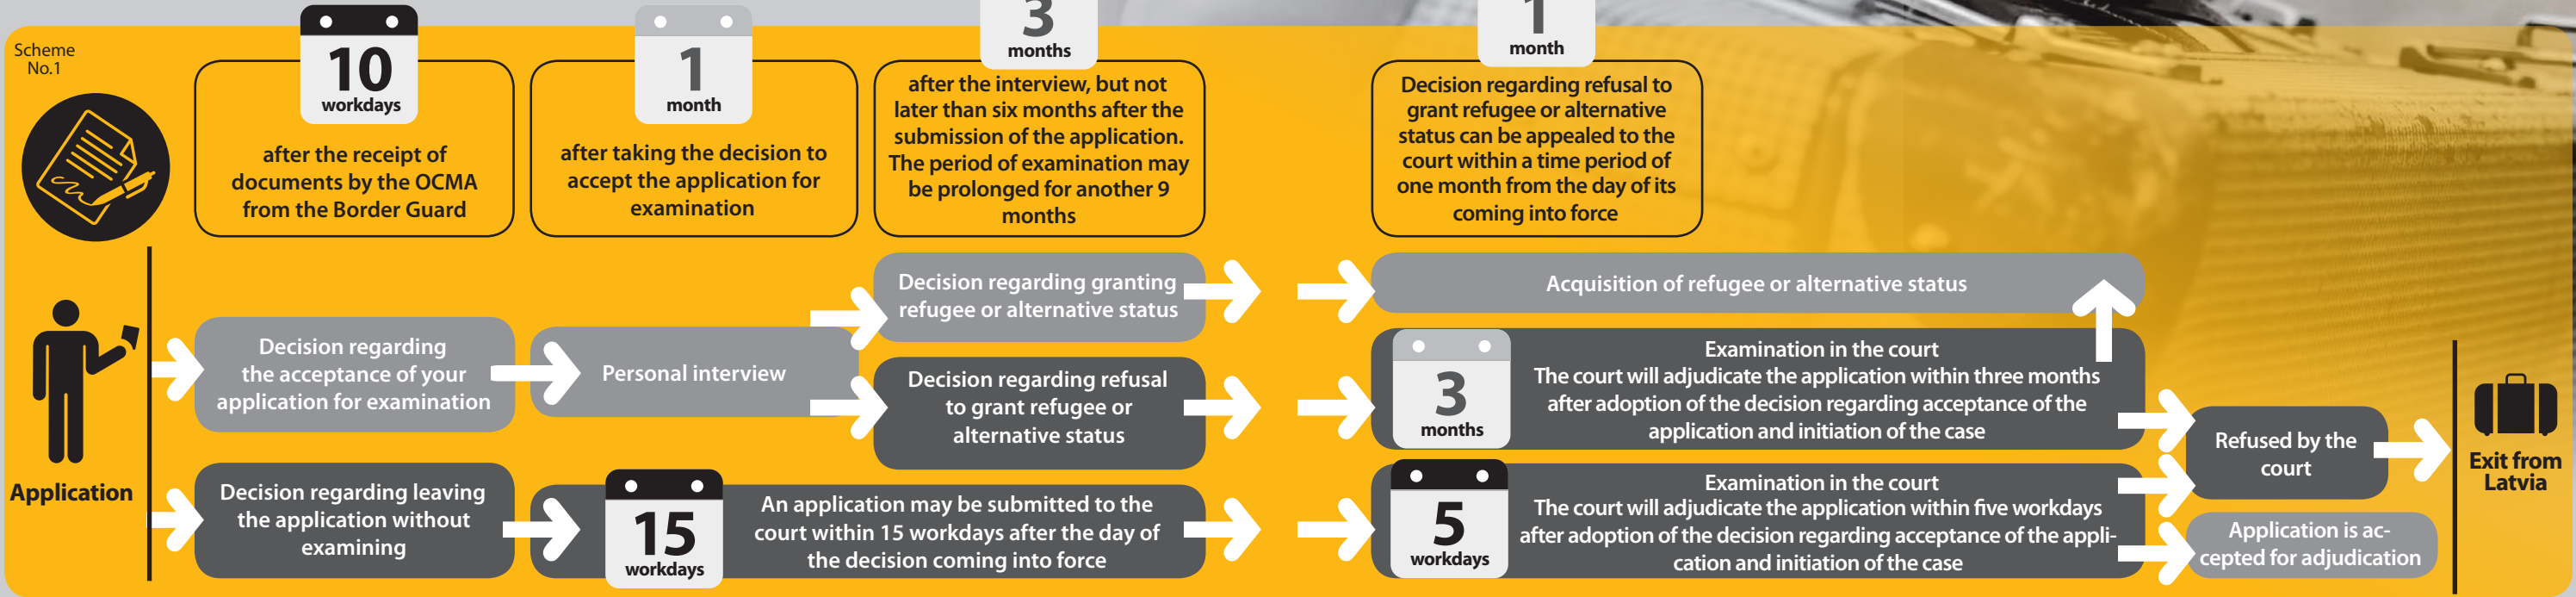 Scheme
No.1
10
workdays
after the receipt of
documents by the OCMA
from the Border Guard
1
month
after taking the decision to
accept the application for
examination
3
months
after the interview, but not
later than six months after the
submission of the application.
The period of examination may
be prolonged for another 9
months
1
month
Decision regarding refusal to
grant refugee or alternative
status can be appealed to the
court within a time period of
one month from the day of its
coming into force
Application
Decision regarding
the acceptance of your
application for examination
Personal interview
Decision regarding granting
refugee or alternative status
Acquisition of refugee or alternative status
Decision regarding refusal
to grant refugee or
alternative status
3
months
Examination in the court
The court will adjudicate the application within three months
after adoption of the decision regarding acceptance of the
application and initiation of the case
Decision regarding leaving
the application without
examining
15
workdays
An application may be submitted to the
court within 15 workdays after the day of
the decision coming into force
5
workdays
Examination in the court
The court will adjudicate the application within five workdays
after adoption of the decision regarding acceptance of the appli-
cation and initiation of the case
Refused by the
court
Application is ac-
cepted for adjudication
Exit from
Latvia